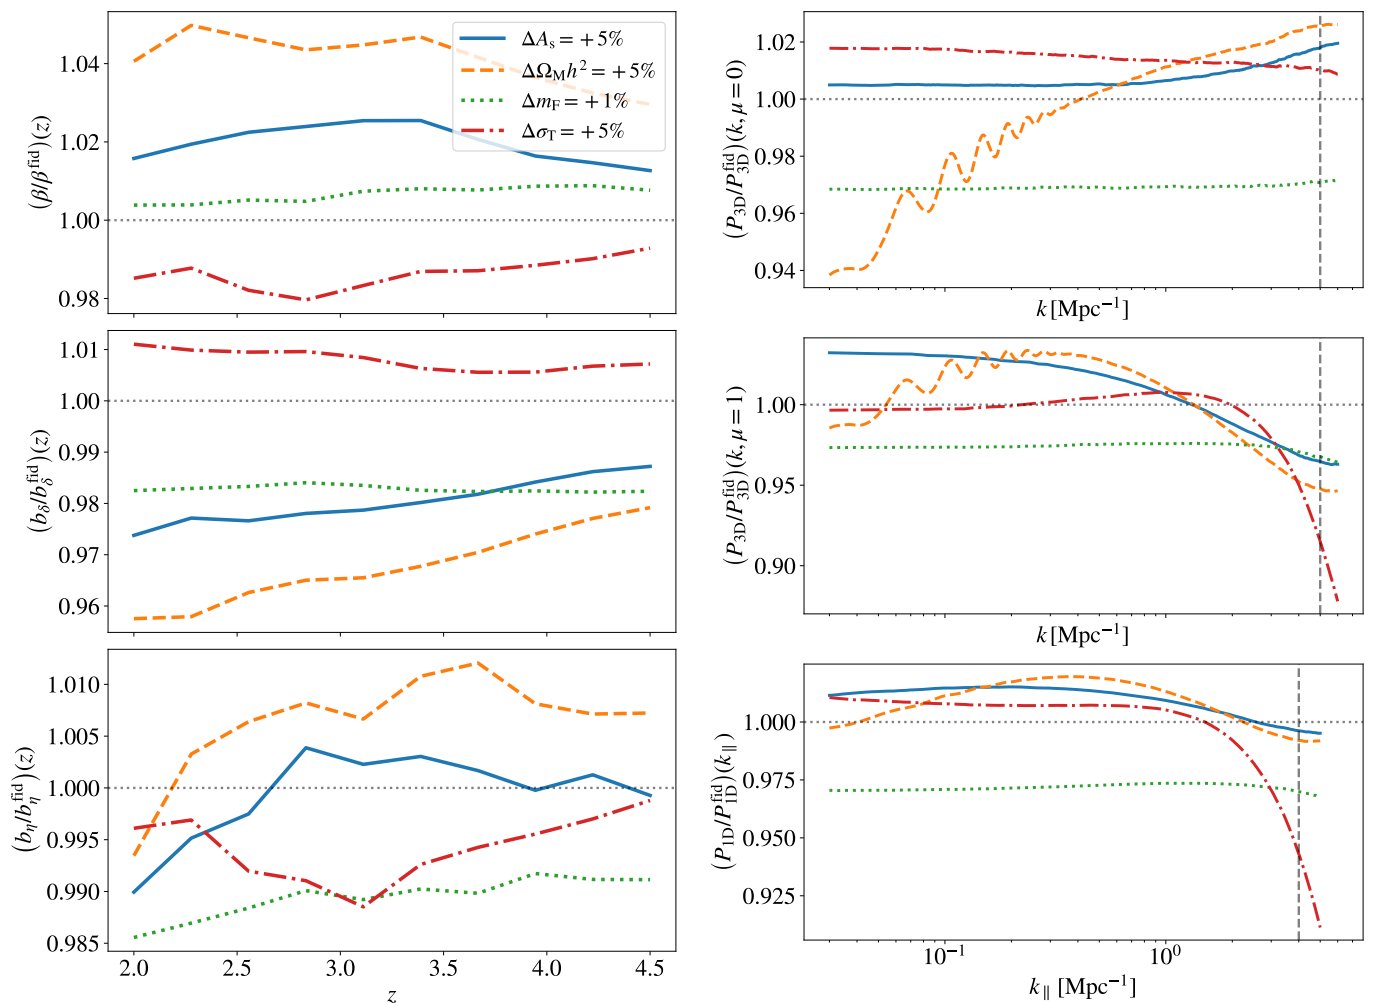 (β/β^fid)(z)
1.04
1.02
1.00
0.98
ΔA_s = +5%
ΔΩ_M h² = +5%
Δm_F = +1%
Δσ_T = +5%
(b_δ/b_δ^fid)(z)
1.01
1.00
0.99
0.98
0.97
0.96
(b_η/b_η^fid)(z)
1.010
1.005
1.000
0.995
0.990
0.985
2.0 2.5 3.0 3.5 4.0 4.5
z
(P_3D/P_3D^fid)(k, μ = 0)
1.02
1.00
0.98
0.96
0.94
k [Mpc⁻¹]
(P_3D/P_3D^fid)(k, μ = 1)
1.00
0.95
0.90
k [Mpc⁻¹]
(P_1D/P_1D^fid)(k_∥)
1.000
0.975
0.950
0.925
10⁻¹ 10⁰
k_∥ [Mpc⁻¹]